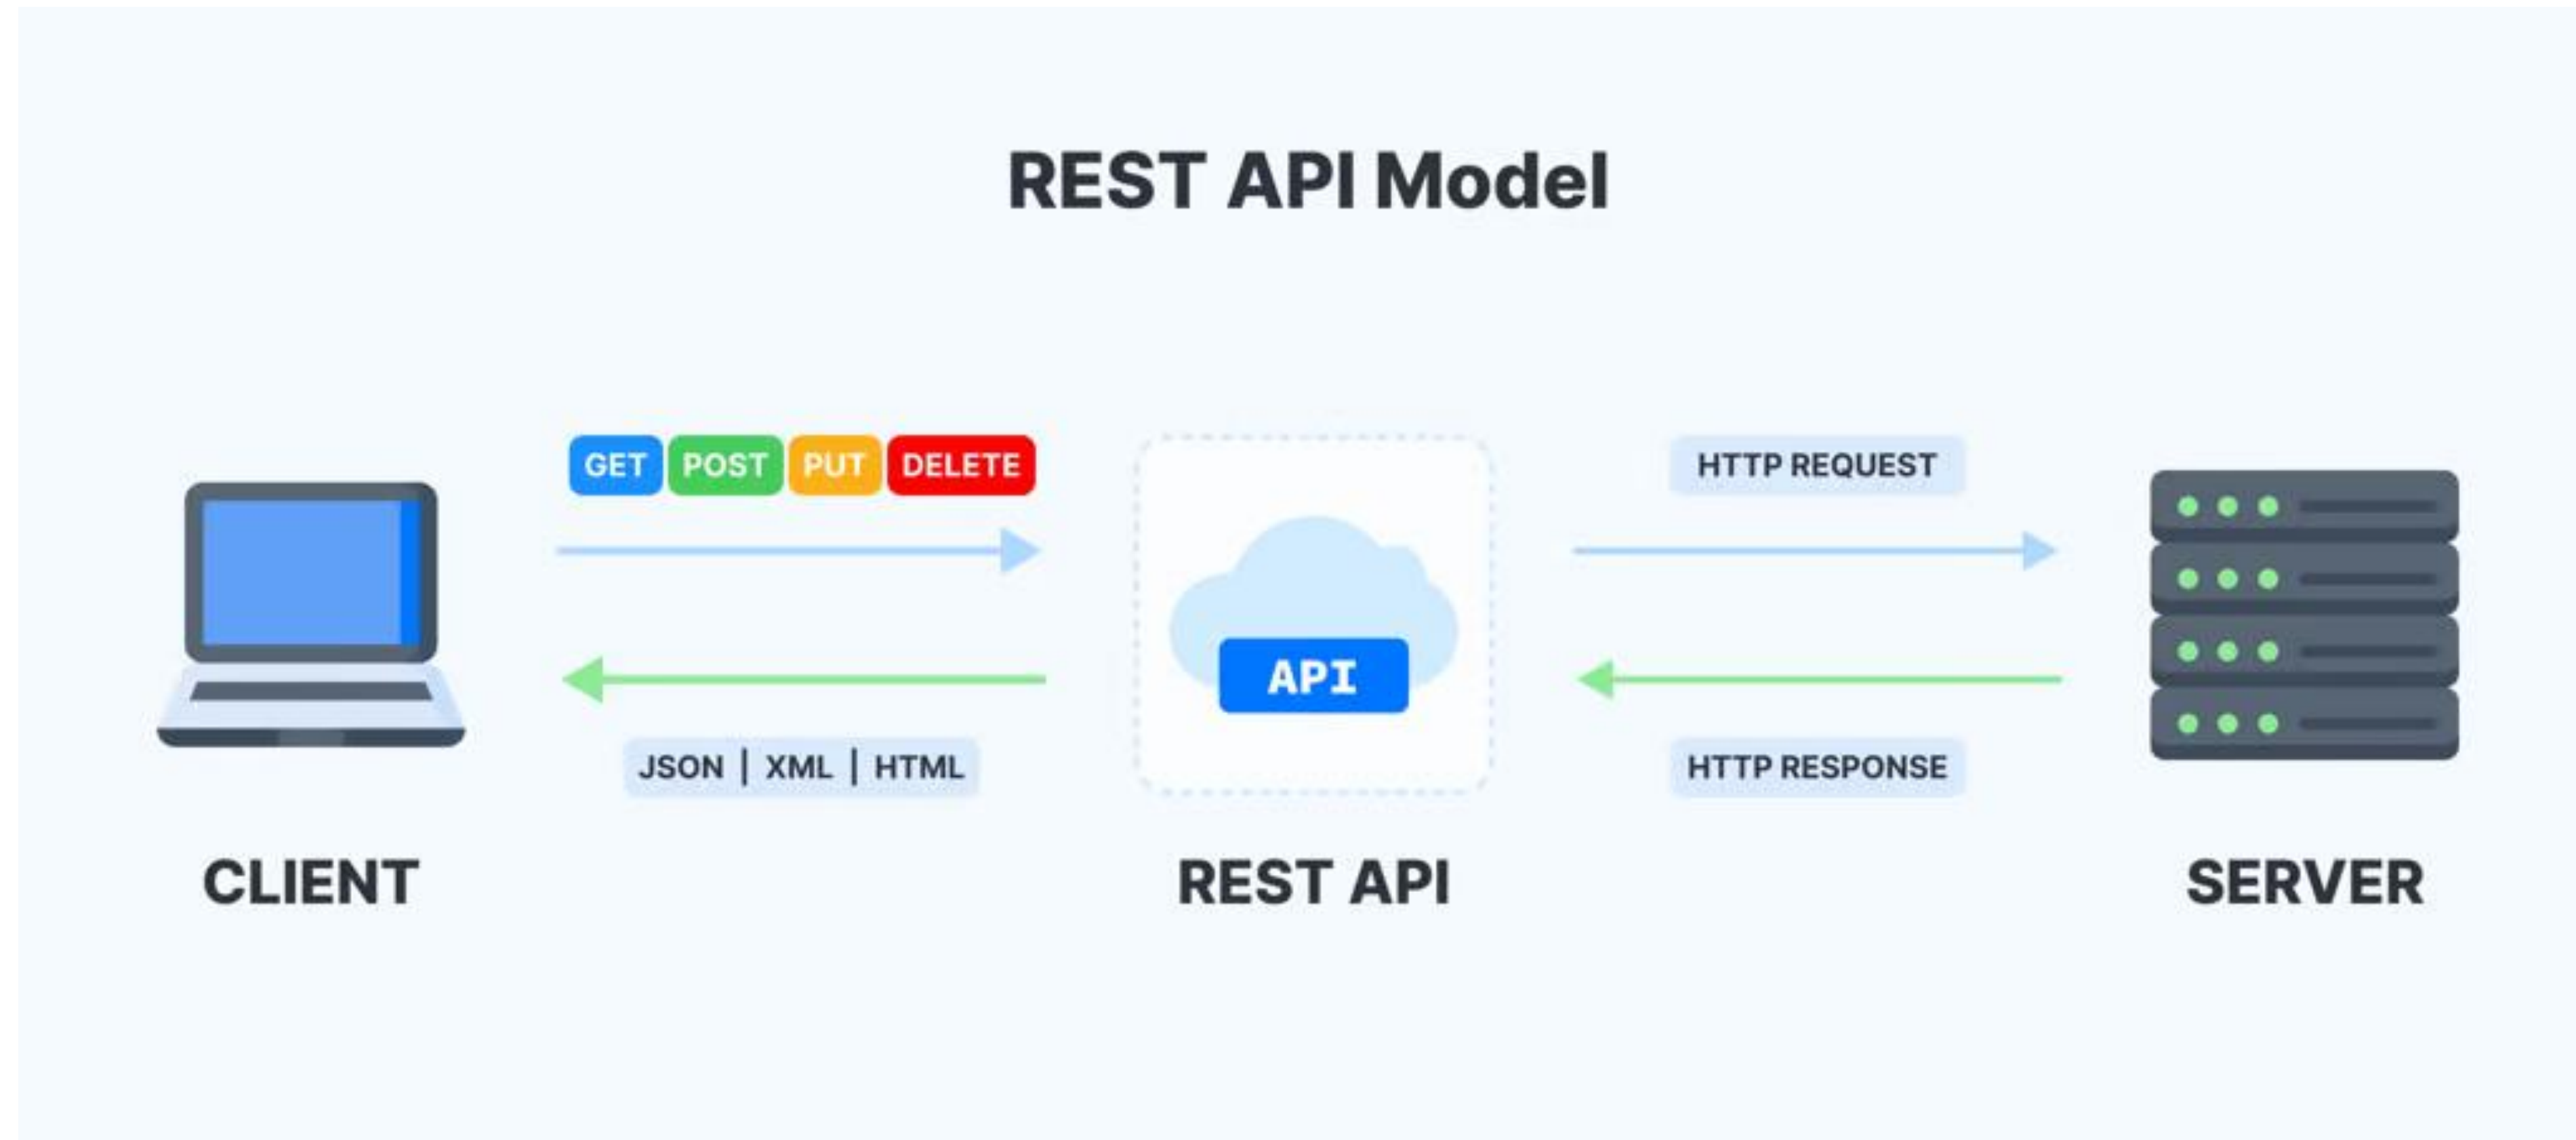 REST API Model
GET POST PUT DELETE
HTTP REQUEST
API
JSON | XML | HTML
HTTP RESPONSE
CLIENT
REST API
SERVER